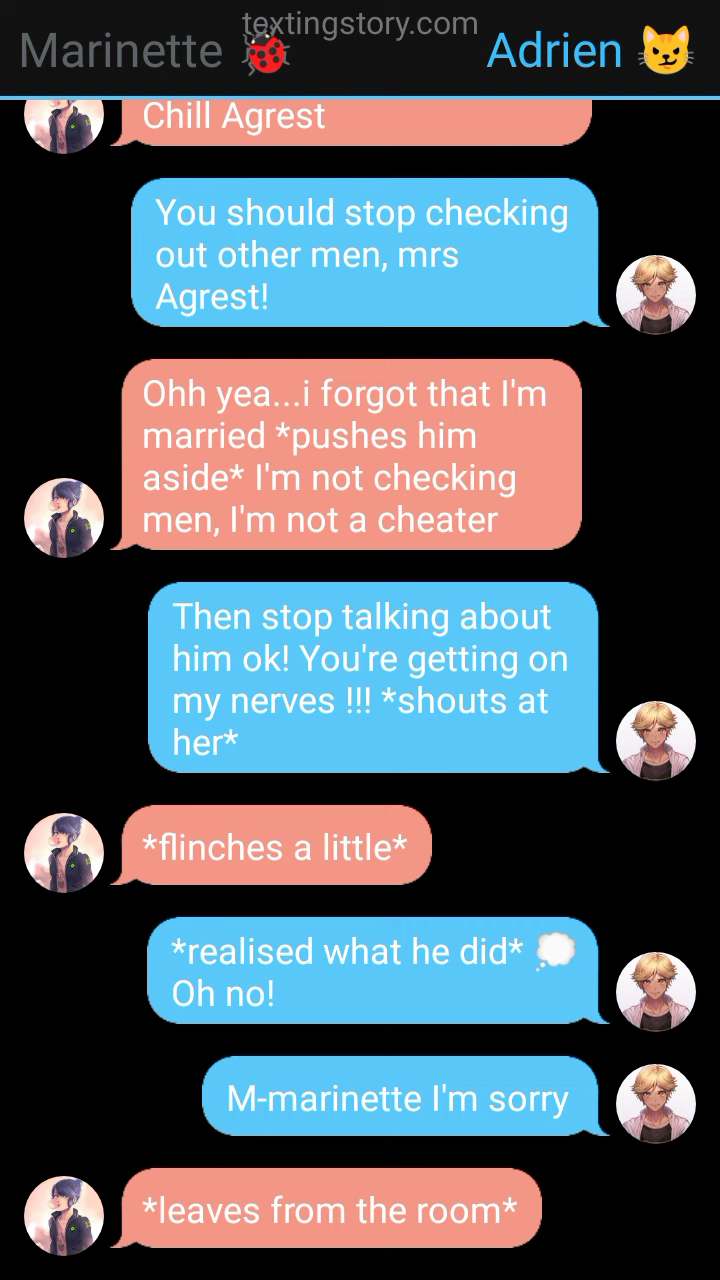 textingstory.com
Marinette 🐞 Adrien 😼
Chill Agrest
You should stop checking
out other men, mrs
Agrest!
Ohh yea...i forgot that I'm
married *pushes him
aside* I'm not checking
men, I'm not a cheater
Then stop talking about
him ok! You're getting on
my nerves !!! *shouts at
her*
*flinches a little*
*realised what he did* 💭
Oh no!
M-marinette I'm sorry
*leaves from the room*